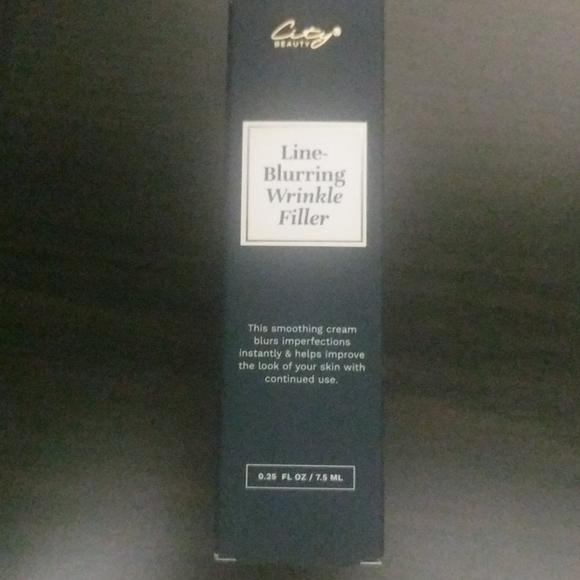 City®
BEAUTY
Line-
Blurring
Wrinkle
Filler
This smoothing cream
blurs imperfections
instantly & helps improve
the look of your skin with
continued use.
0.25 FL OZ / 7.5 ML